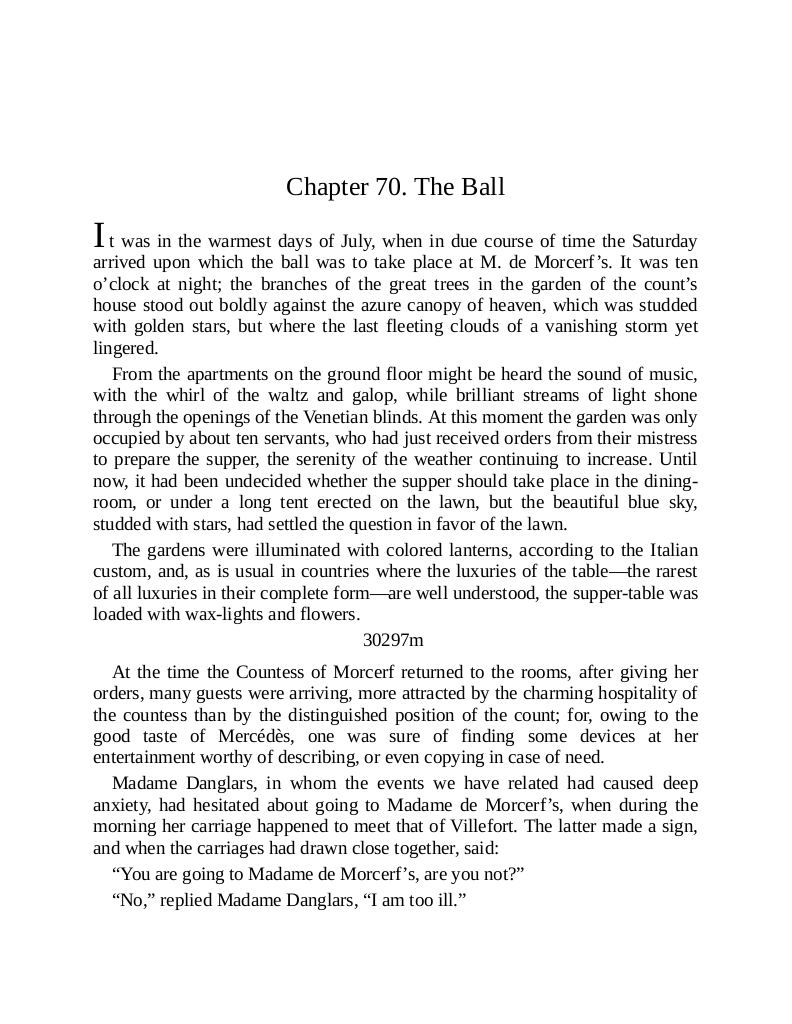 Chapter 70. The Ball
It was in the warmest days of July, when in due course of time the Saturday
arrived upon which the ball was to take place at M. de Morcerf’s. It was ten
o’clock at night; the branches of the great trees in the garden of the count’s
house stood out boldly against the azure canopy of heaven, which was studded
with golden stars, but where the last fleeting clouds of a vanishing storm yet
lingered.
From the apartments on the ground floor might be heard the sound of music,
with the whirl of the waltz and galop, while brilliant streams of light shone
through the openings of the Venetian blinds. At this moment the garden was only
occupied by about ten servants, who had just received orders from their mistress
to prepare the supper, the serenity of the weather continuing to increase. Until
now, it had been undecided whether the supper should take place in the dining-
room, or under a long tent erected on the lawn, but the beautiful blue sky,
studded with stars, had settled the question in favor of the lawn.
The gardens were illuminated with colored lanterns, according to the Italian
custom, and, as is usual in countries where the luxuries of the table—the rarest
of all luxuries in their complete form—are well understood, the supper-table was
loaded with wax-lights and flowers.
30297m
At the time the Countess of Morcerf returned to the rooms, after giving her
orders, many guests were arriving, more attracted by the charming hospitality of
the countess than by the distinguished position of the count; for, owing to the
good taste of Mercédès, one was sure of finding some devices at her
entertainment worthy of describing, or even copying in case of need.
Madame Danglars, in whom the events we have related had caused deep
anxiety, had hesitated about going to Madame de Morcerf’s, when during the
morning her carriage happened to meet that of Villefort. The latter made a sign,
and when the carriages had drawn close together, said:
“You are going to Madame de Morcerf’s, are you not?”
“No,” replied Madame Danglars, “I am too ill.”